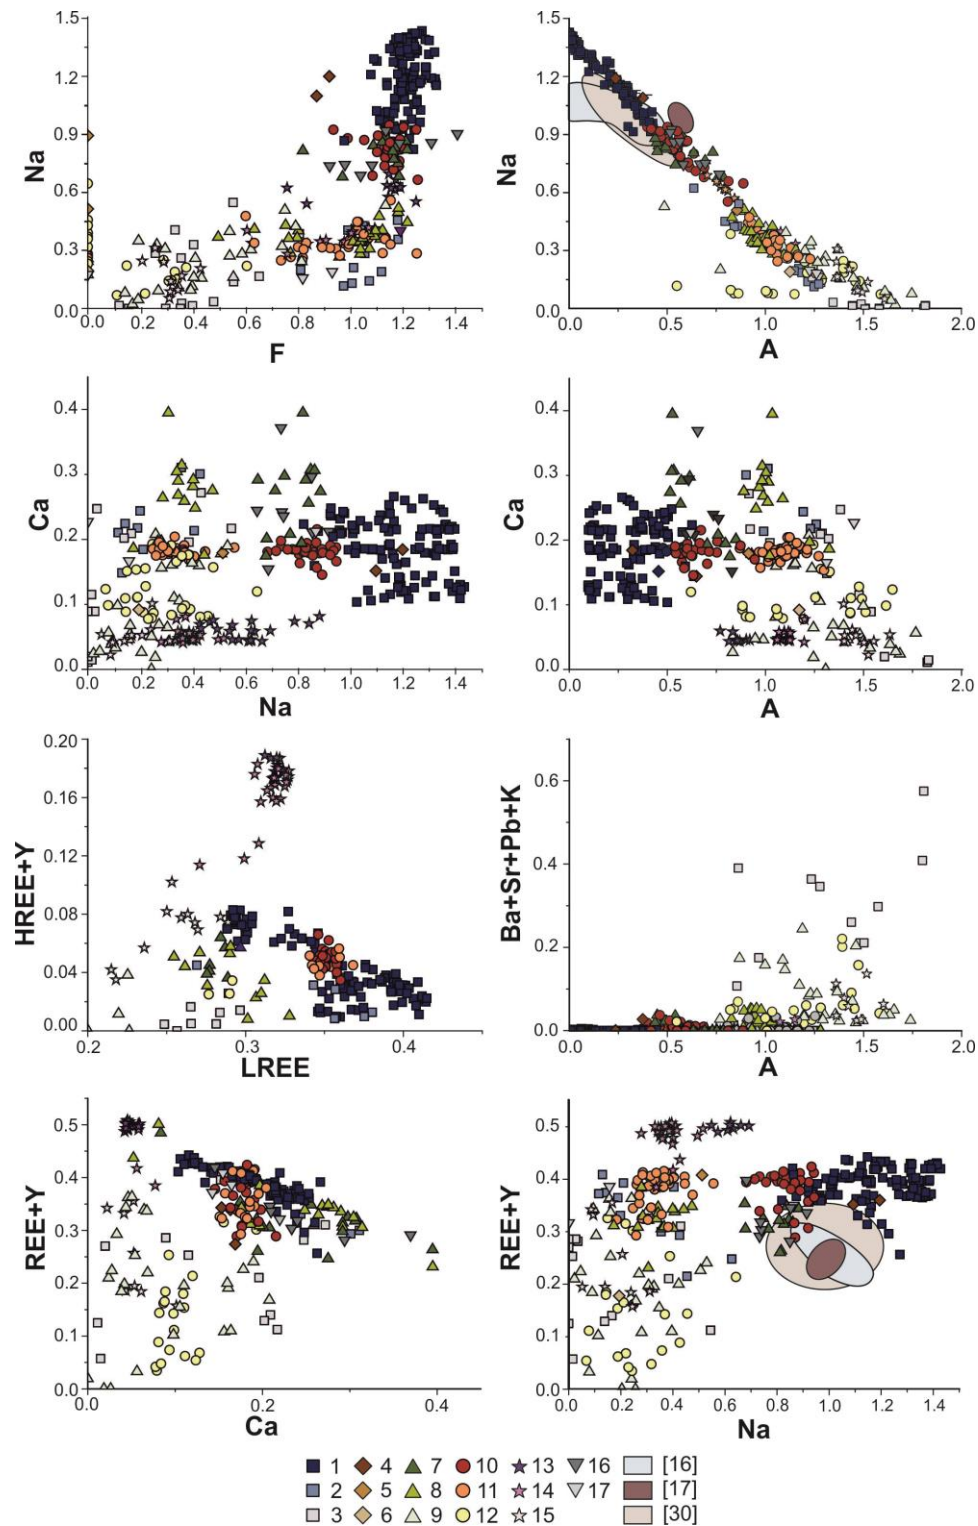 1.5 1.2 0.9 0.6 0.3 0.0
Na
0.0 0.2 0.4 0.6 0.8 1.0 1.2 1.4
F
1.5 1.2 0.9 0.6 0.3 0.0
Na
0.0 0.5 1.0 1.5 2.0
A
0.4 0.3 0.2 0.1 0.0
Ca
0.0 0.2 0.4 0.6 0.8 1.0 1.2 1.4
Na
0.4 0.3 0.2 0.1 0.0
Ca
0.0 0.5 1.0 1.5 2.0
A
0.20 0.16 0.12 0.08 0.04 0.00
HREE+Y
0.2 0.3 0.4
LREE
0.6 0.4 0.2 0.0
Ba+Sr+Pb+K
0.0 0.5 1.0 1.5 2.0
A
0.5 0.4 0.3 0.2 0.1 0.0
REE+Y
0.0 0.2 0.4
Ca
0.5 0.4 0.3 0.2 0.1 0.0
REE+Y
0.0 0.2 0.4 0.6 0.8 1.0 1.2 1.4
Na
1 4 7 10 13 16 [16]
2 5 8 11 14 17 [17]
3 6 9 12 15 [30]